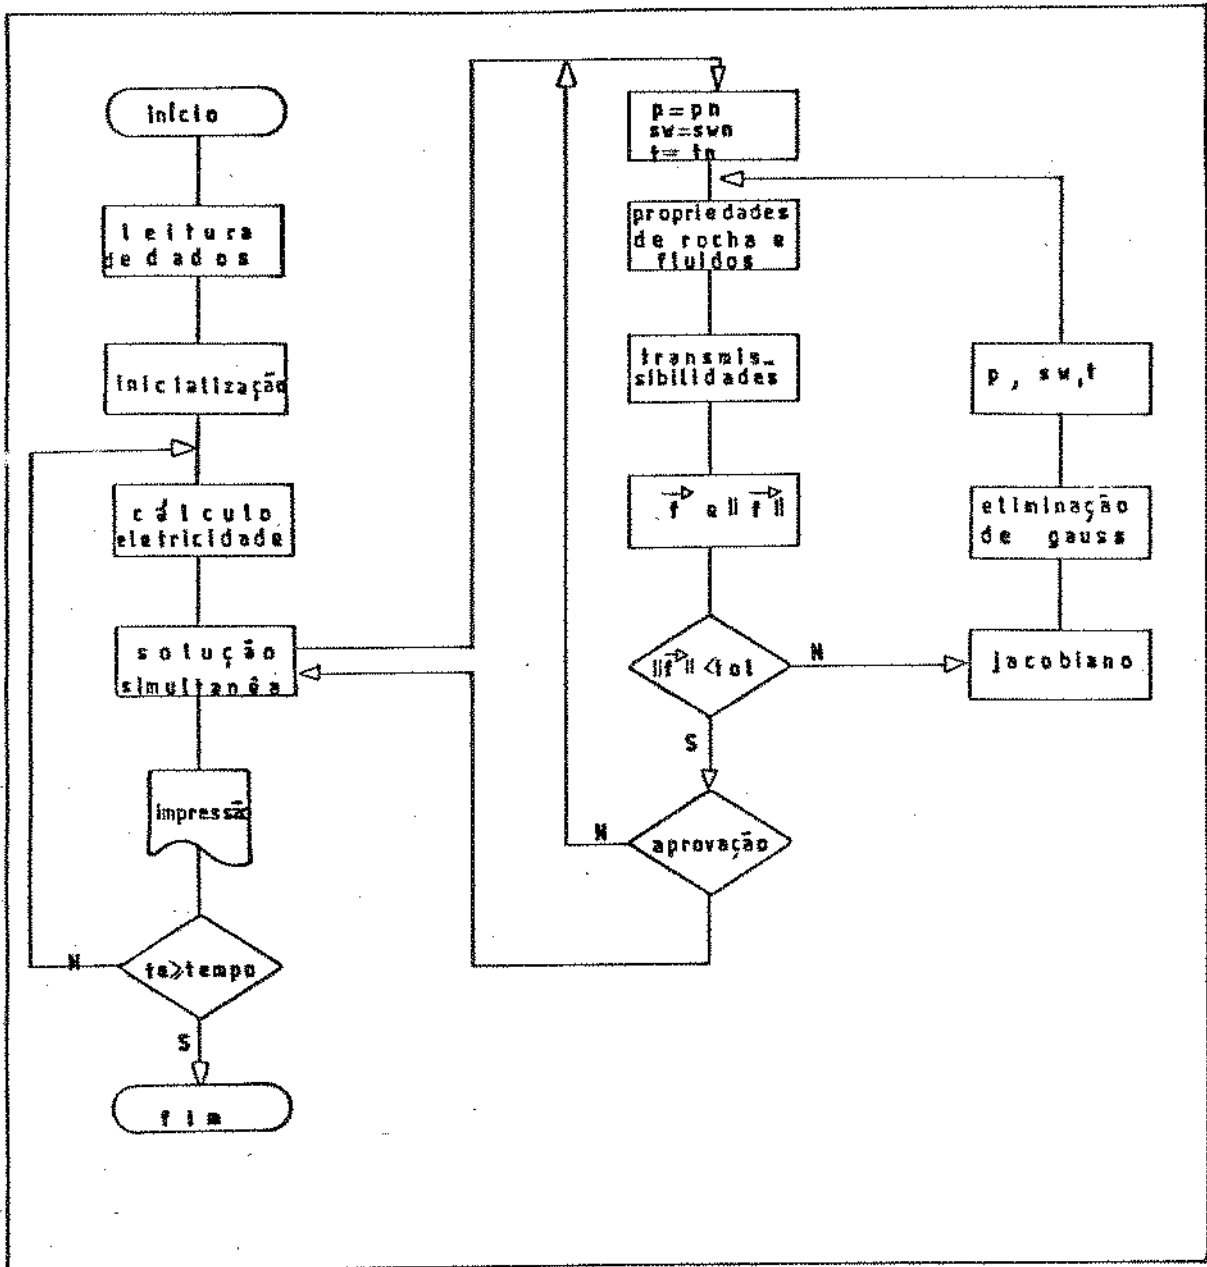 início
leitura
de dados
inicialização
cálculo
eletricidade
solução
simultanêa
impressão
ta⩾tempo
N
S
fim
p=pn
sw=swn
t=tn
propriedades
de rocha e
fluidos
transmis_
sibilidades
f⃗ e ‖f⃗‖
‖f⃗‖<tol
N
S
aprovação
N
p, sw,t
eliminação
de gauss
jacobiano